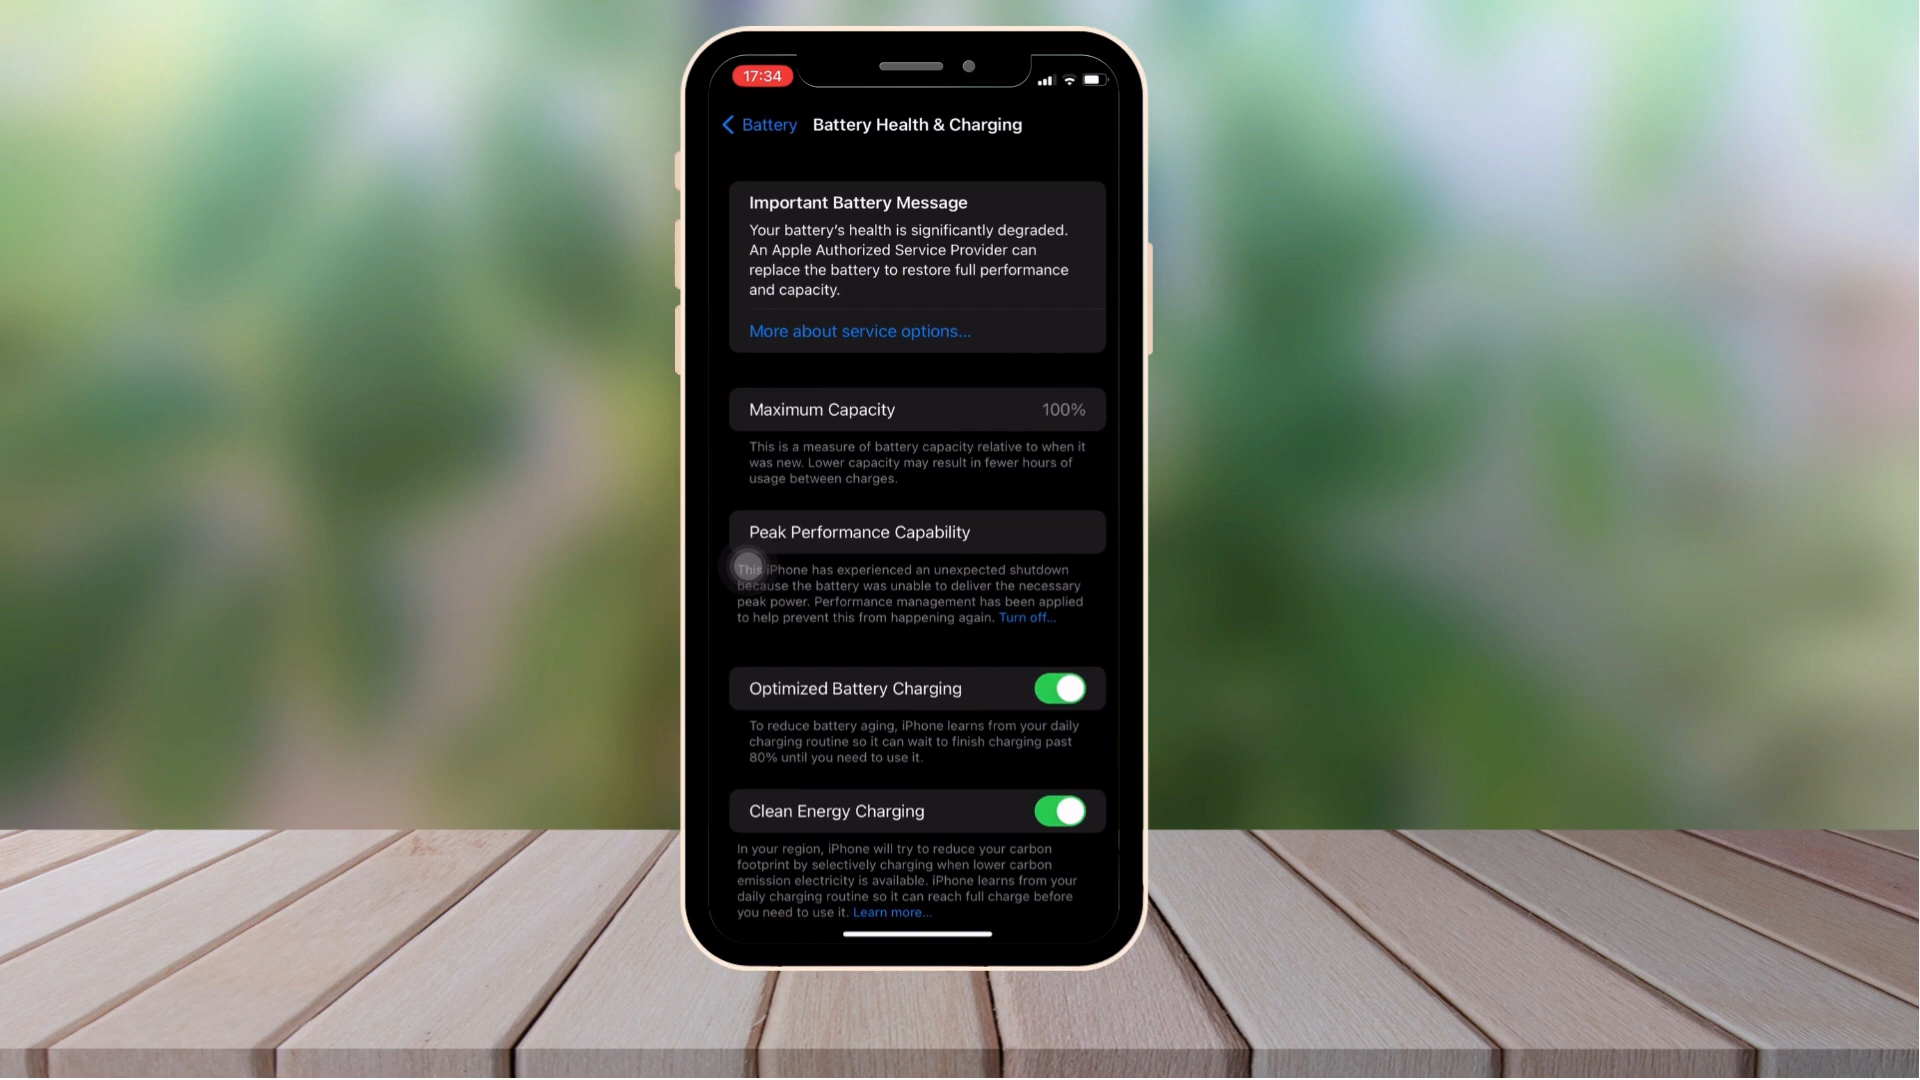 17:34
Battery Battery Health & Charging
Important Battery Message
Your battery's health is significantly degraded.
An Apple Authorized Service Provider can
replace the battery to restore full performance
and capacity.
More about service options...
Maximum Capacity 100%
This is a measure of battery capacity relative to when it
was new. Lower capacity may result in fewer hours of
usage between charges.
Peak Performance Capability
This iPhone has experienced an unexpected shutdown
because the battery was unable to deliver the necessary
peak power. Performance management has been applied
to help prevent this from happening again. Turn off...
Optimized Battery Charging
To reduce battery aging, iPhone learns from your daily
charging routine so it can wait to finish charging past
80% until you need to use it.
Clean Energy Charging
In your region, iPhone will try to reduce your carbon
footprint by selectively charging when lower carbon
emission electricity is available. iPhone learns from your
daily charging routine so it can reach full charge before
you need to use it. Learn more...